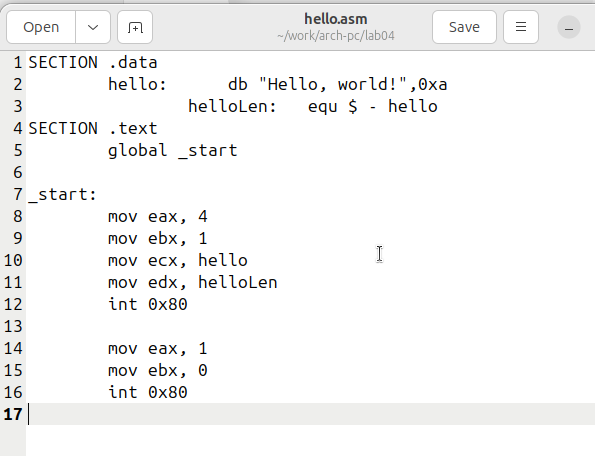 Open
hello.asm
~/work/arch-pc/lab04
Save
1 SECTION .data
2         hello:      db "Hello, world!",0xa
3                 helloLen:   equ $ - hello
4 SECTION .text
5         global _start
6
7 _start:
8         mov eax, 4
9         mov ebx, 1
10         mov ecx, hello
11         mov edx, helloLen
12         int 0x80
13
14         mov eax, 1
15         mov ebx, 0
16         int 0x80
17